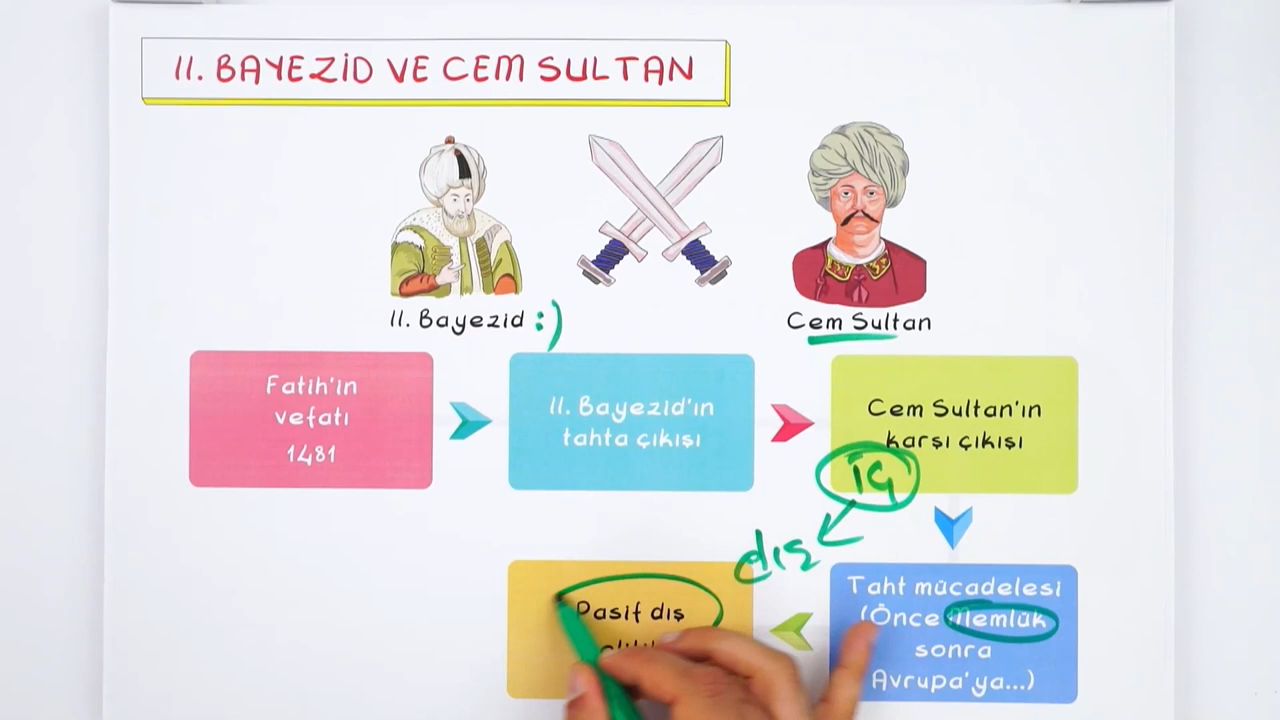 II. BAYEZİD VE CEM SULTAN
II. Bayezid :)
Cem Sultan
Fatih'in
vefatı
1481
II. Bayezid'in
tahta çıkışı
Cem Sultan'ın
karşı çıkışı
iç
dış
Taht mücadelesi
(Önce Memlük
sonra
Avrupa'ya...)
Pasif dış